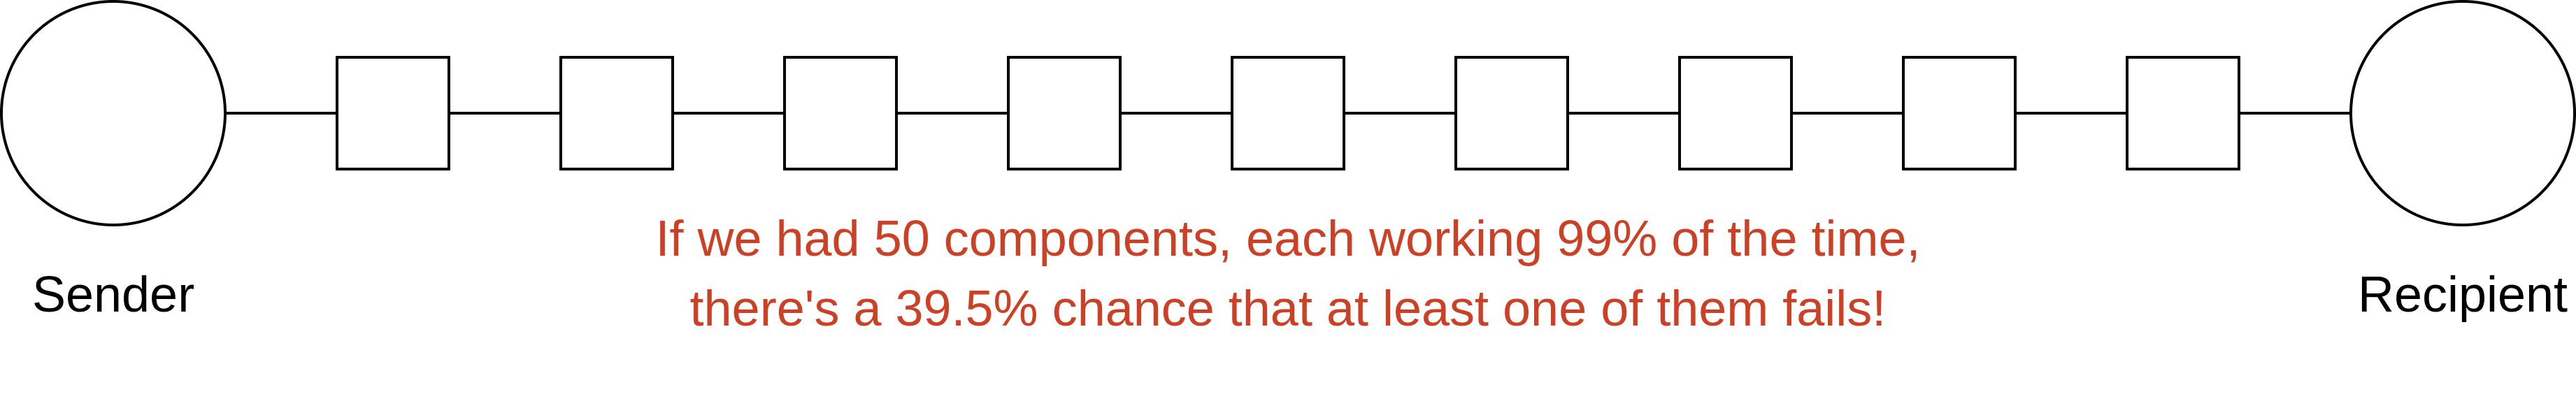 If we had 50 components, each working 99% of the time,
there's a 39.5% chance that at least one of them fails!
Sender
Recipient